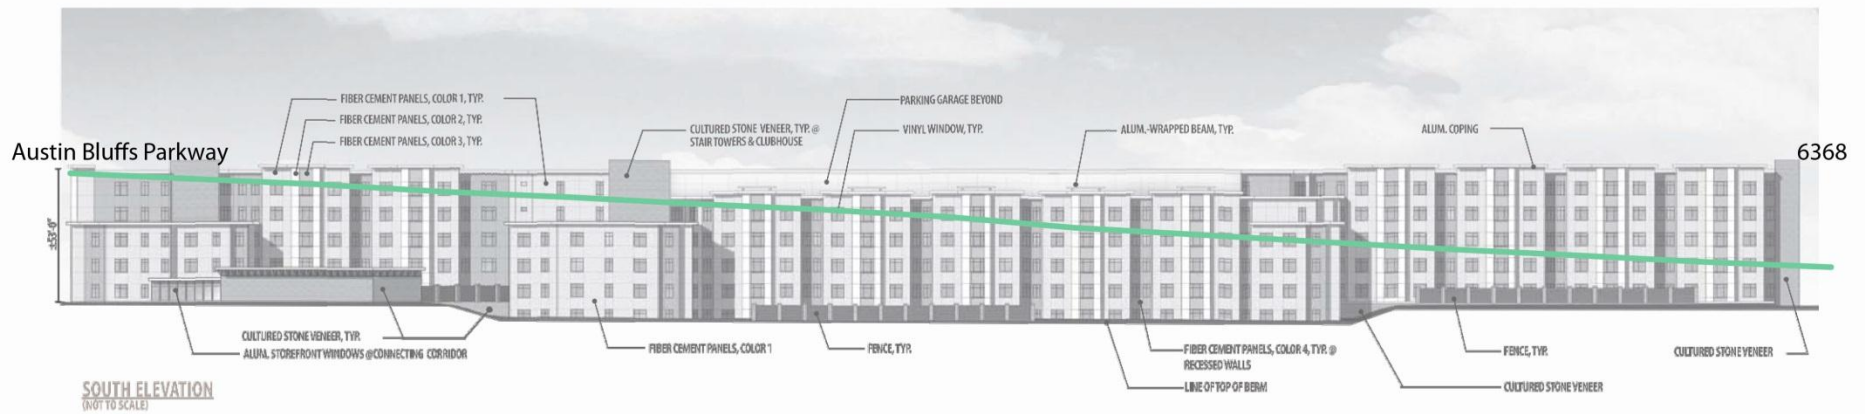 FIBER CEMENT PANELS, COLOR 1, TYP.
FIBER CEMENT PANELS, COLOR 2, TYP.
FIBER CEMENT PANELS, COLOR 3, TYP.
CULTURED STONE VENEER, TYP. @
STAIR TOWERS & CLUBHOUSE
PARKING GARAGE BEYOND
VINYL WINDOW, TYP.
ALUM.-WRAPPED BEAM, TYP.
ALUM. COPING
Austin Bluffs Parkway
6368
±53'-0"
CULTURED STONE VENEER, TYP.
ALUM. STOREFRONT WINDOWS @CONNECTING CORRIDOR
FIBER CEMENT PANELS, COLOR 1
FENCE, TYP.
FIBER CEMENT PANELS, COLOR 4, TYP. @
RECESSED WALLS
LINE OF TOP OF BERM
FENCE, TYP.
CULTURED STONE VENEER
CULTURED STONE VENEER
SOUTH ELEVATION
(NOT TO SCALE)